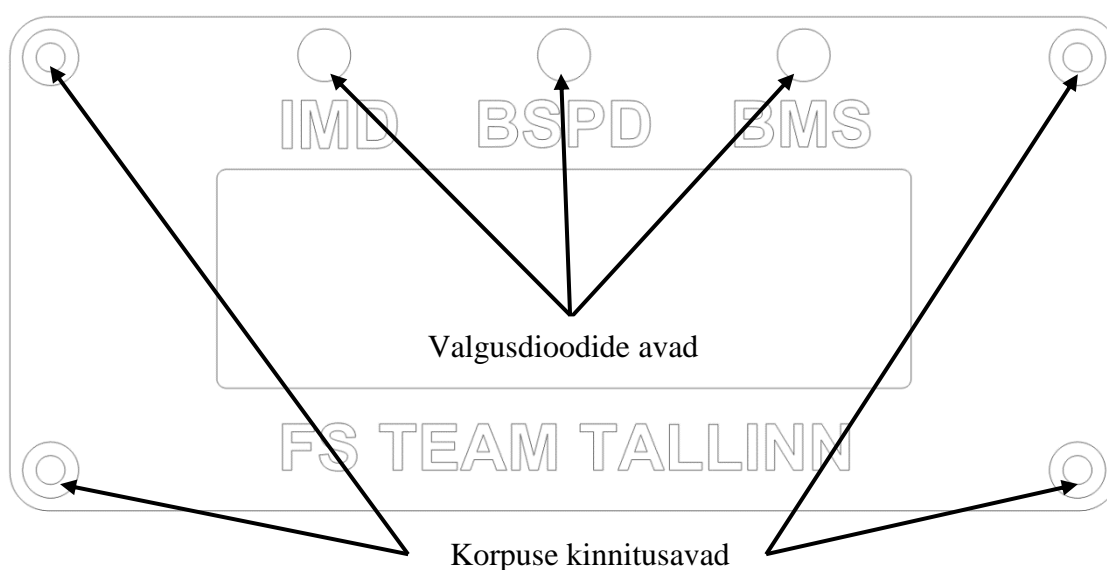 IMD BSPD BMS
Valgusdioodide avad
FS TEAM TALLINN
Korpuse kinnitusavad